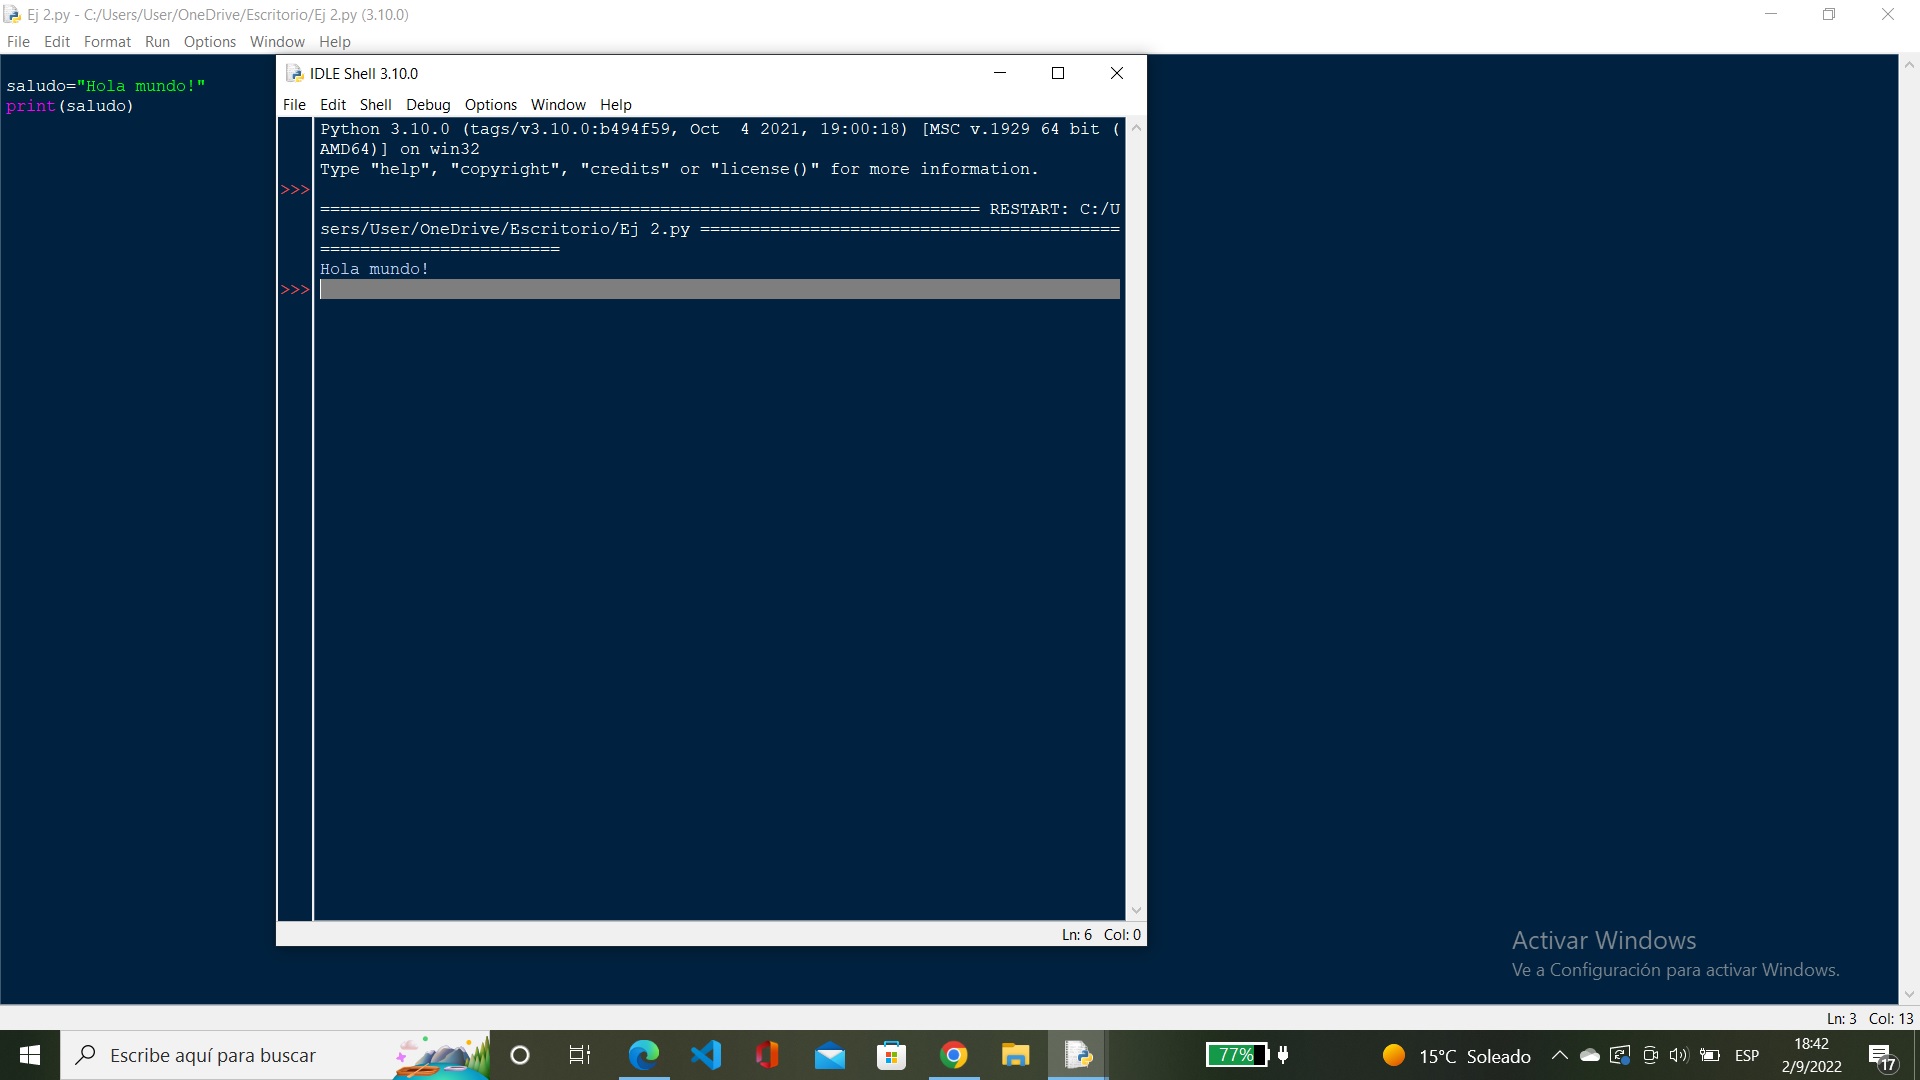 Ej 2.py - C:/Users/User/OneDrive/Escritorio/Ej 2.py (3.10.0)
File Edit Format Run Options Window Help
saludo="Hola mundo!"
print(saludo)
IDLE Shell 3.10.0
File Edit Shell Debug Options Window Help
Python 3.10.0 (tags/v3.10.0:b494f59, Oct  4 2021, 19:00:18) [MSC v.1929 64 bit (
AMD64)] on win32
Type "help", "copyright", "credits" or "license()" for more information.
>>>
================================================================== RESTART: C:/U
sers/User/OneDrive/Escritorio/Ej 2.py ==========================================
========================
Hola mundo!
>>>
Ln: 6 Col: 0
Activar Windows
Ve a Configuración para activar Windows.
Ln: 3 Col: 13
Escribe aquí para buscar
77%
15°C Soleado
ESP
18:42
2/9/2022
17